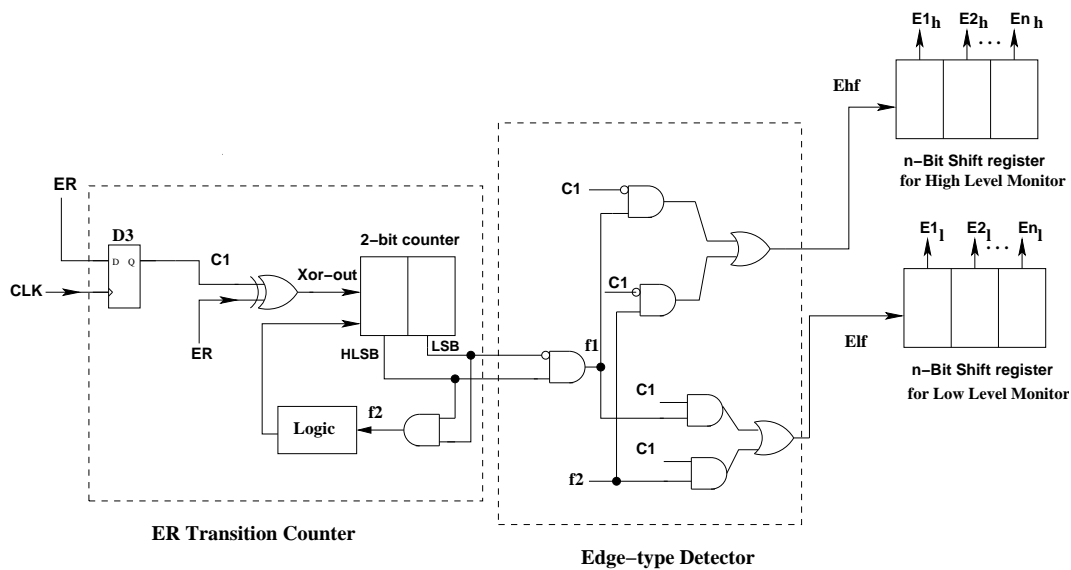 E1h E2h ... En h
Ehf
n-Bit Shift register
for High Level Monitor
ER
D3
D Q
CLK
C1
ER
Xor-out
2-bit counter
HLSB
LSB
f2
Logic
ER Transition Counter
C1
C1
f1
C1
C1
f2
Edge-type Detector
E1l E2l ... En l
Elf
n-Bit Shift register
for Low Level Monitor